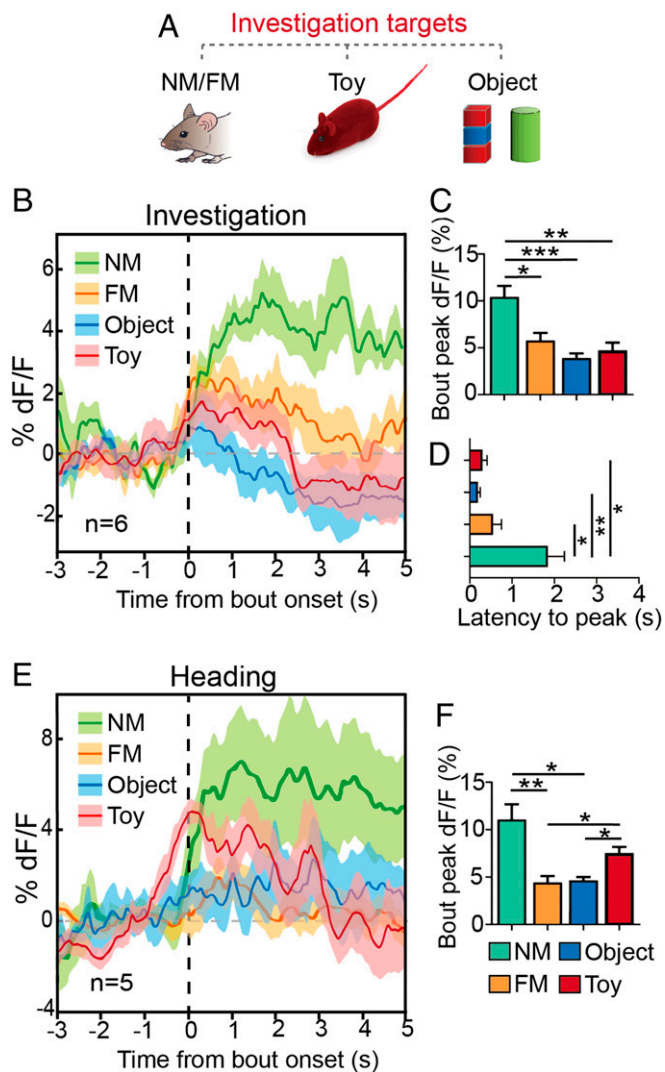 A
Investigation targets
NM/FM Toy Object
B
Investigation
NM
FM
Object
Toy
% dF/F
6
4
2
0
-2
n=6
-3 -2 -1 0 1 2 3 4 5
Time from bout onset (s)
C
Bout peak dF/F (%)
15
10
5
0
**
***
*
D
*
**
*
0 1 2 3 4
Latency to peak (s)
E
Heading
NM
FM
Object
Toy
% dF/F
8
4
0
-4
n=5
-3 -2 -1 0 1 2 3 4 5
Time from bout onset (s)
F
Bout peak dF/F (%)
15
10
5
0
*
**
*
*
NM Object
FM Toy